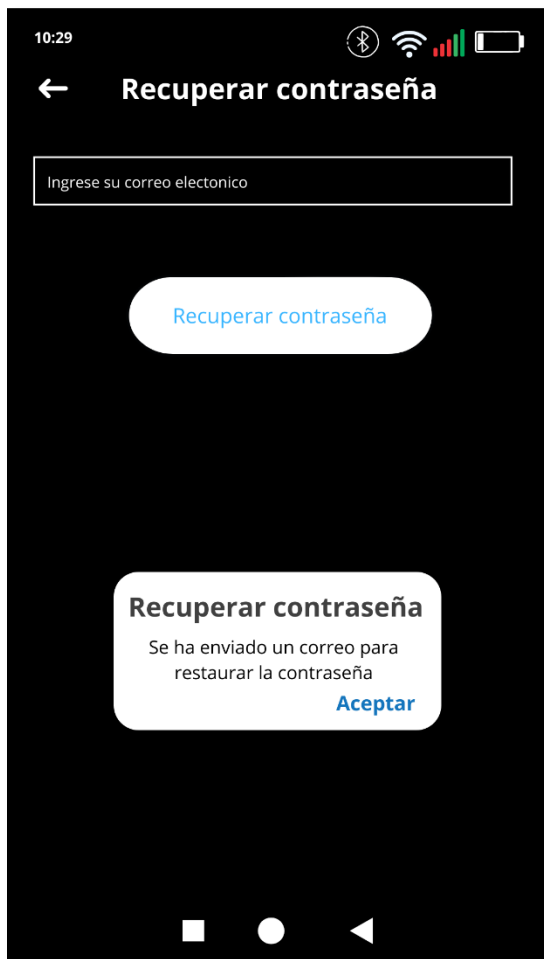 10:29
Recuperar contraseña
Ingrese su correo electonico
Recuperar contraseña
Recuperar contraseña
Se ha enviado un correo para
restaurar la contraseña
Aceptar